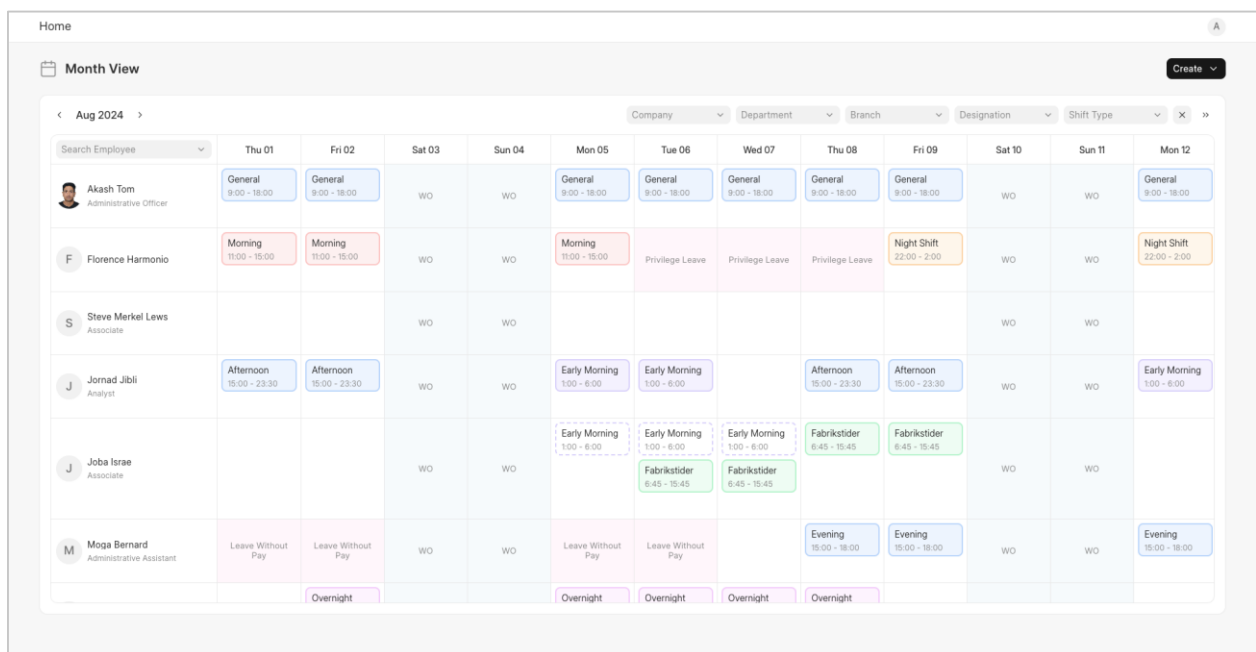 Home
A
Month View
Create
Aug 2024
Company
Department
Branch
Designation
Shift Type
Search Employee
Thu 01
Fri 02
Sat 03
Sun 04
Mon 05
Tue 06
Wed 07
Thu 08
Fri 09
Sat 10
Sun 11
Mon 12
Akash Tom
Administrative Officer
General
9:00 - 18:00
General
9:00 - 18:00
WO
WO
General
9:00 - 18:00
General
9:00 - 18:00
General
9:00 - 18:00
General
9:00 - 18:00
General
9:00 - 18:00
WO
WO
General
9:00 - 18:00
F
Florence Harmonio
Morning
11:00 - 15:00
Morning
11:00 - 15:00
WO
WO
Morning
11:00 - 15:00
Privilege Leave
Privilege Leave
Privilege Leave
Night Shift
22:00 - 2:00
WO
WO
Night Shift
22:00 - 2:00
S
Steve Merkel Lews
Associate
WO
WO
WO
WO
J
Jornad Jibli
Analyst
Afternoon
15:00 - 23:30
Afternoon
15:00 - 23:30
WO
WO
Early Morning
1:00 - 6:00
Early Morning
1:00 - 6:00
Afternoon
15:00 - 23:30
Afternoon
15:00 - 23:30
WO
WO
Early Morning
1:00 - 6:00
J
Joba Israe
Associate
WO
WO
Early Morning
1:00 - 6:00
Early Morning
1:00 - 6:00
Fabrikstider
6:45 - 15:45
Early Morning
1:00 - 6:00
Fabrikstider
6:45 - 15:45
Fabrikstider
6:45 - 15:45
Fabrikstider
6:45 - 15:45
WO
WO
M
Moga Bernard
Administrative Assistant
Leave Without
Pay
Leave Without
Pay
WO
WO
Leave Without
Pay
Leave Without
Pay
Evening
15:00 - 18:00
Evening
15:00 - 18:00
WO
WO
Evening
15:00 - 18:00
Overnight
Overnight
Overnight
Overnight
Overnight